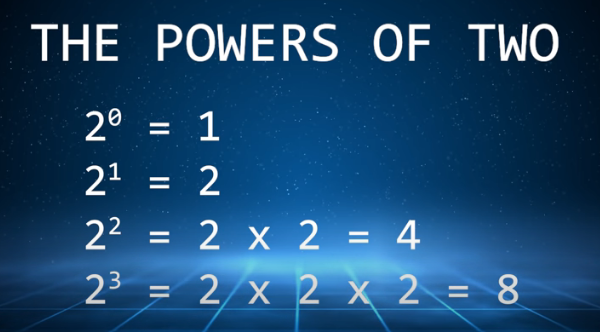 THE POWERS OF TWO
2⁰ = 1
2¹ = 2
2² = 2 x 2 = 4
2³ = 2 x 2 x 2 = 8